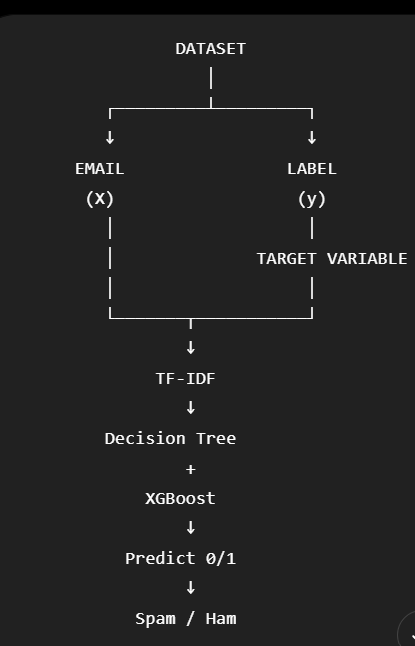 DATASET
EMAIL LABEL
(X) (y)
TARGET VARIABLE
TF-IDF
Decision Tree
+
XGBoost
Predict 0/1
Spam / Ham